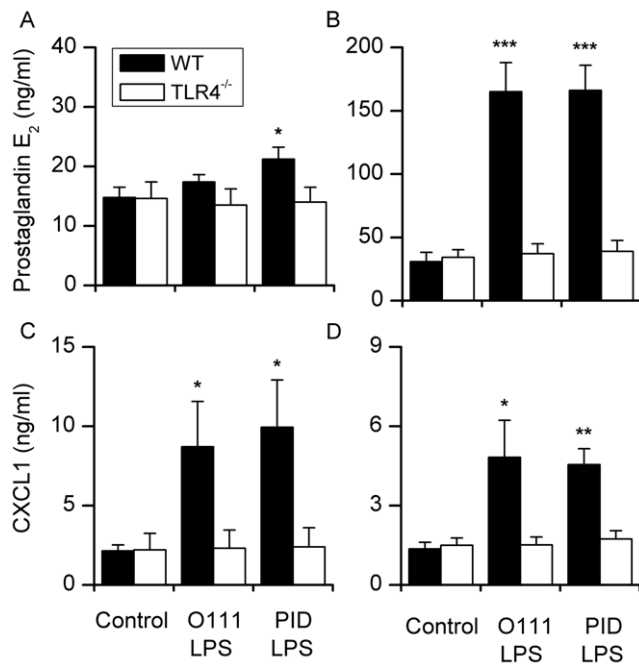 A
B
Prostaglandin E₂ (ng/ml)
40
30
20
10
0
WT
TLR4⁻/⁻
*
200
150
100
50
0
***
***
C
D
CXCL1 (ng/ml)
15
10
5
0
*
*
9
6
3
0
*
**
Control
O111
LPS
PID
LPS
Control
O111
LPS
PID
LPS